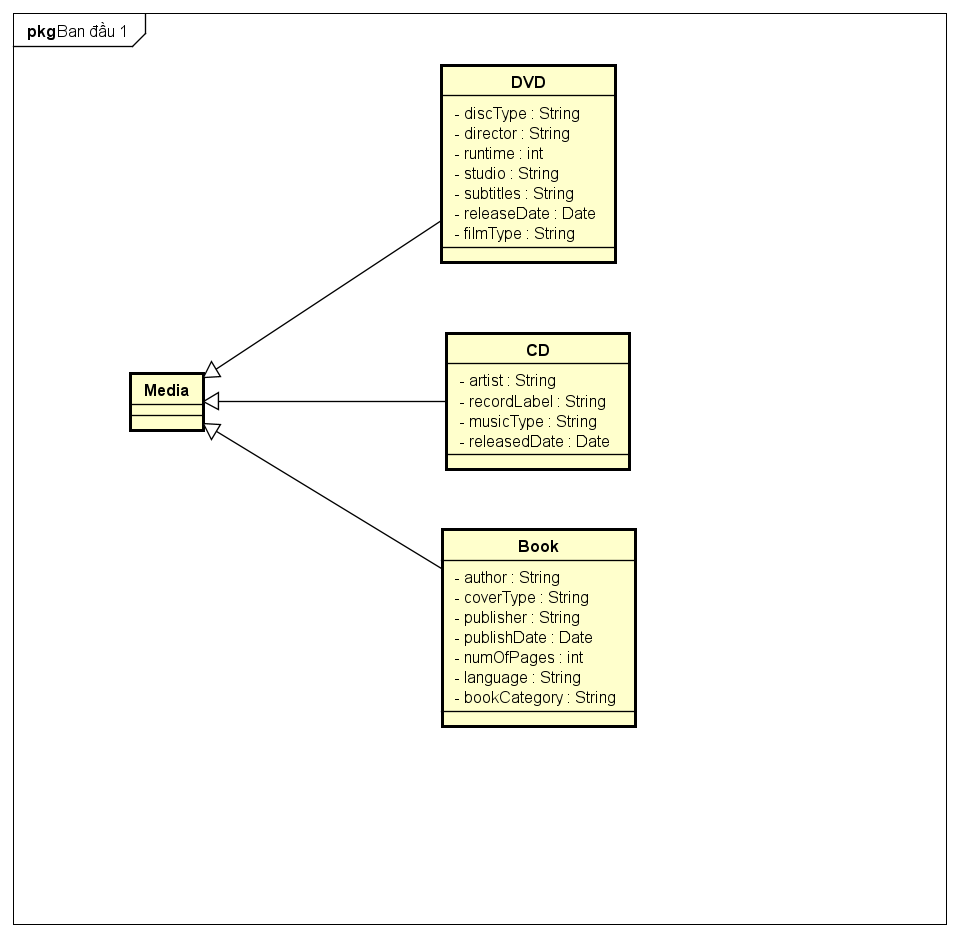 pkg Ban đầu 1
DVD
- discType : String
- director : String
- runtime : int
- studio : String
- subtitles : String
- releaseDate : Date
- filmType : String
Media
CD
- artist : String
- recordLabel : String
- musicType : String
- releasedDate : Date
Book
- author : String
- coverType : String
- publisher : String
- publishDate : Date
- numOfPages : int
- language : String
- bookCategory : String